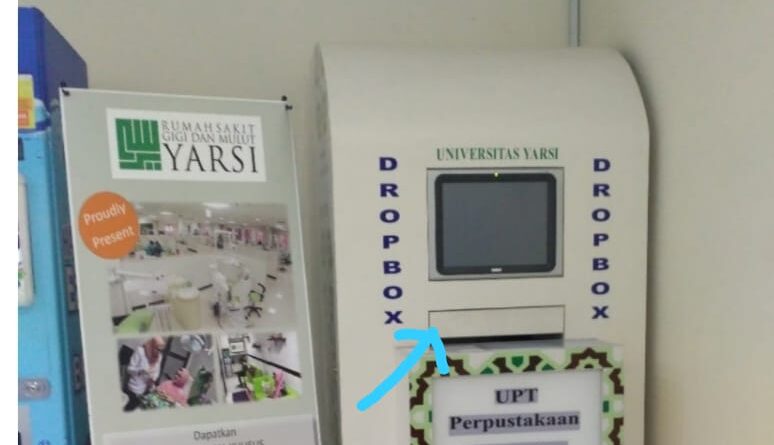 RUMAH SAKIT
GIGI DAN MULUT
YARSI
Proudly
Present
Dapatkan
UNIVERSITAS YARSI
DROPBOX
DROPBOX
UPT
Perpustakaan